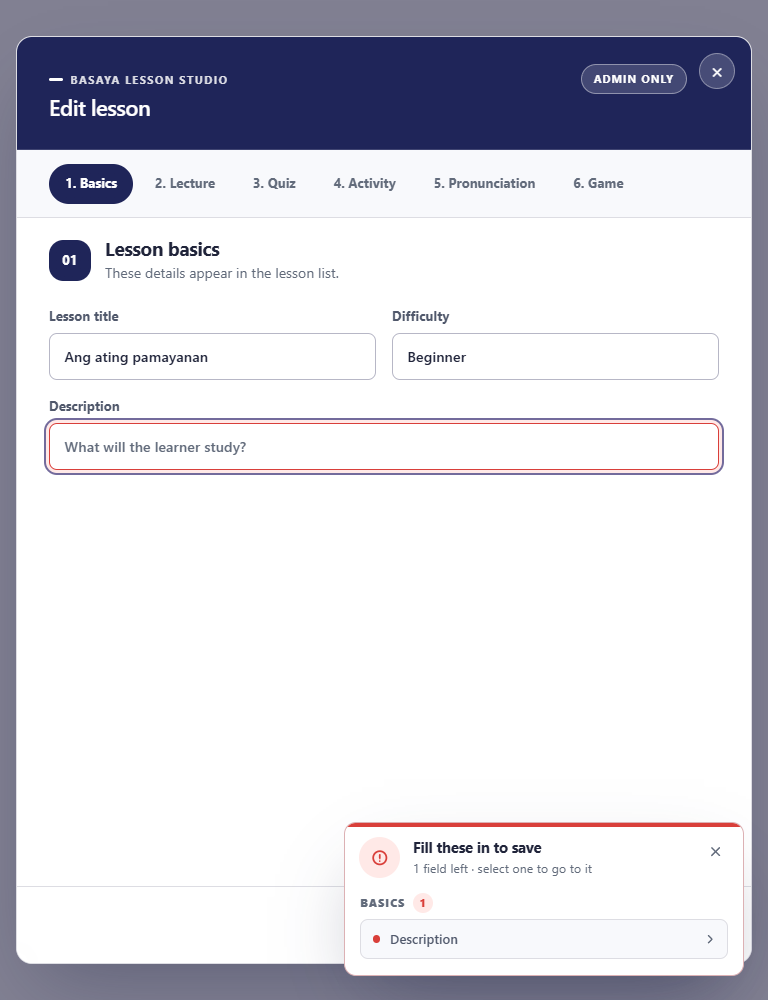 BASAYA LESSON STUDIO
Edit lesson
ADMIN ONLY
1. Basics
2. Lecture
3. Quiz
4. Activity
5. Pronunciation
6. Game
01
Lesson basics
These details appear in the lesson list.
Lesson title
Ang ating pamayanan
Difficulty
Beginner
Description
What will the learner study?
Fill these in to save
1 field left · select one to go to it
BASICS 1
Description